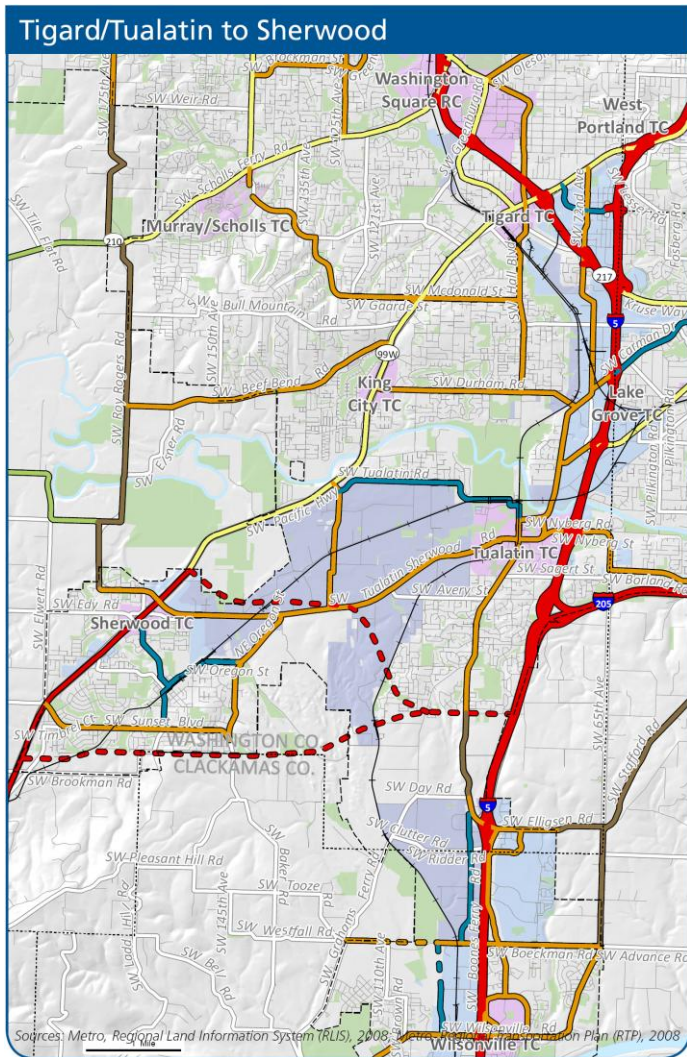 Tigard/Tualatin to Sherwood
SW Brockman
SW Gre
SW Oleson
Washington
Square RC
SW 175th Ave
SW Weir Rd
SW 125th Ave
SW Greenburg Rd
West
Portland TC
SW Scholls Ferry Rd
SW 135th Ave
SW 121st Ave
SW 72nd Ave
SW Tile Flat Rd
210
Murray/Scholls TC
Tigard TC
Fosberg Rd
SW Hall Blvd
217
SW Mcdonald St
SW Gaarde St
Kruse Way
SW Bull Mountain Rd
5
SW 150th Ave
99W
SW Carman Dr
SW Roy Rogers Rd
SW Beef Bend Rd
King
City TC
SW Durham Rd
Lake
Grove TC
SW Elsner Rd
SW Pilkington Rd
Pilkington Rd
SW Tualatin Rd
SW Pacific Hwy
SW Nyberg Rd
SW Nyberg St
Tualatin TC
SW Tualatin Sherwood Rd
SW Sagert St
SW Elwert Rd
SW Avery St
SW Borland Rd
SW Edy Rd
205
Sherwood TC
NE Oregon St
SW Oregon St
SW 65th Ave
SW Stafford Rd
SW Timbrel Ct
SW Sunset Blvd
WASHINGTON CO.
CLACKAMAS CO.
SW Brookman Rd
SW Day Rd
5
SW Clutter Rd
SW Elligsen Rd
SW Ridder Rd
SW Pleasant Hill Rd
SW Baker Rd
SW Grahams Ferry Rd
SW Tooze
SW Boones Ferry Rd
SW Ladd Hill Rd
SW 145th Ave
SW Westfall Rd
SW Bell Rd
SW 110th Ave
SW Boeckman Rd
SW Advance Rd
SW Wilsonville Rd
Wilsonville TC
Sources: Metro, Regional Land Information System (RLIS), 2008; Metro, Regional Transportation Plan (RTP), 2008
1 Mile